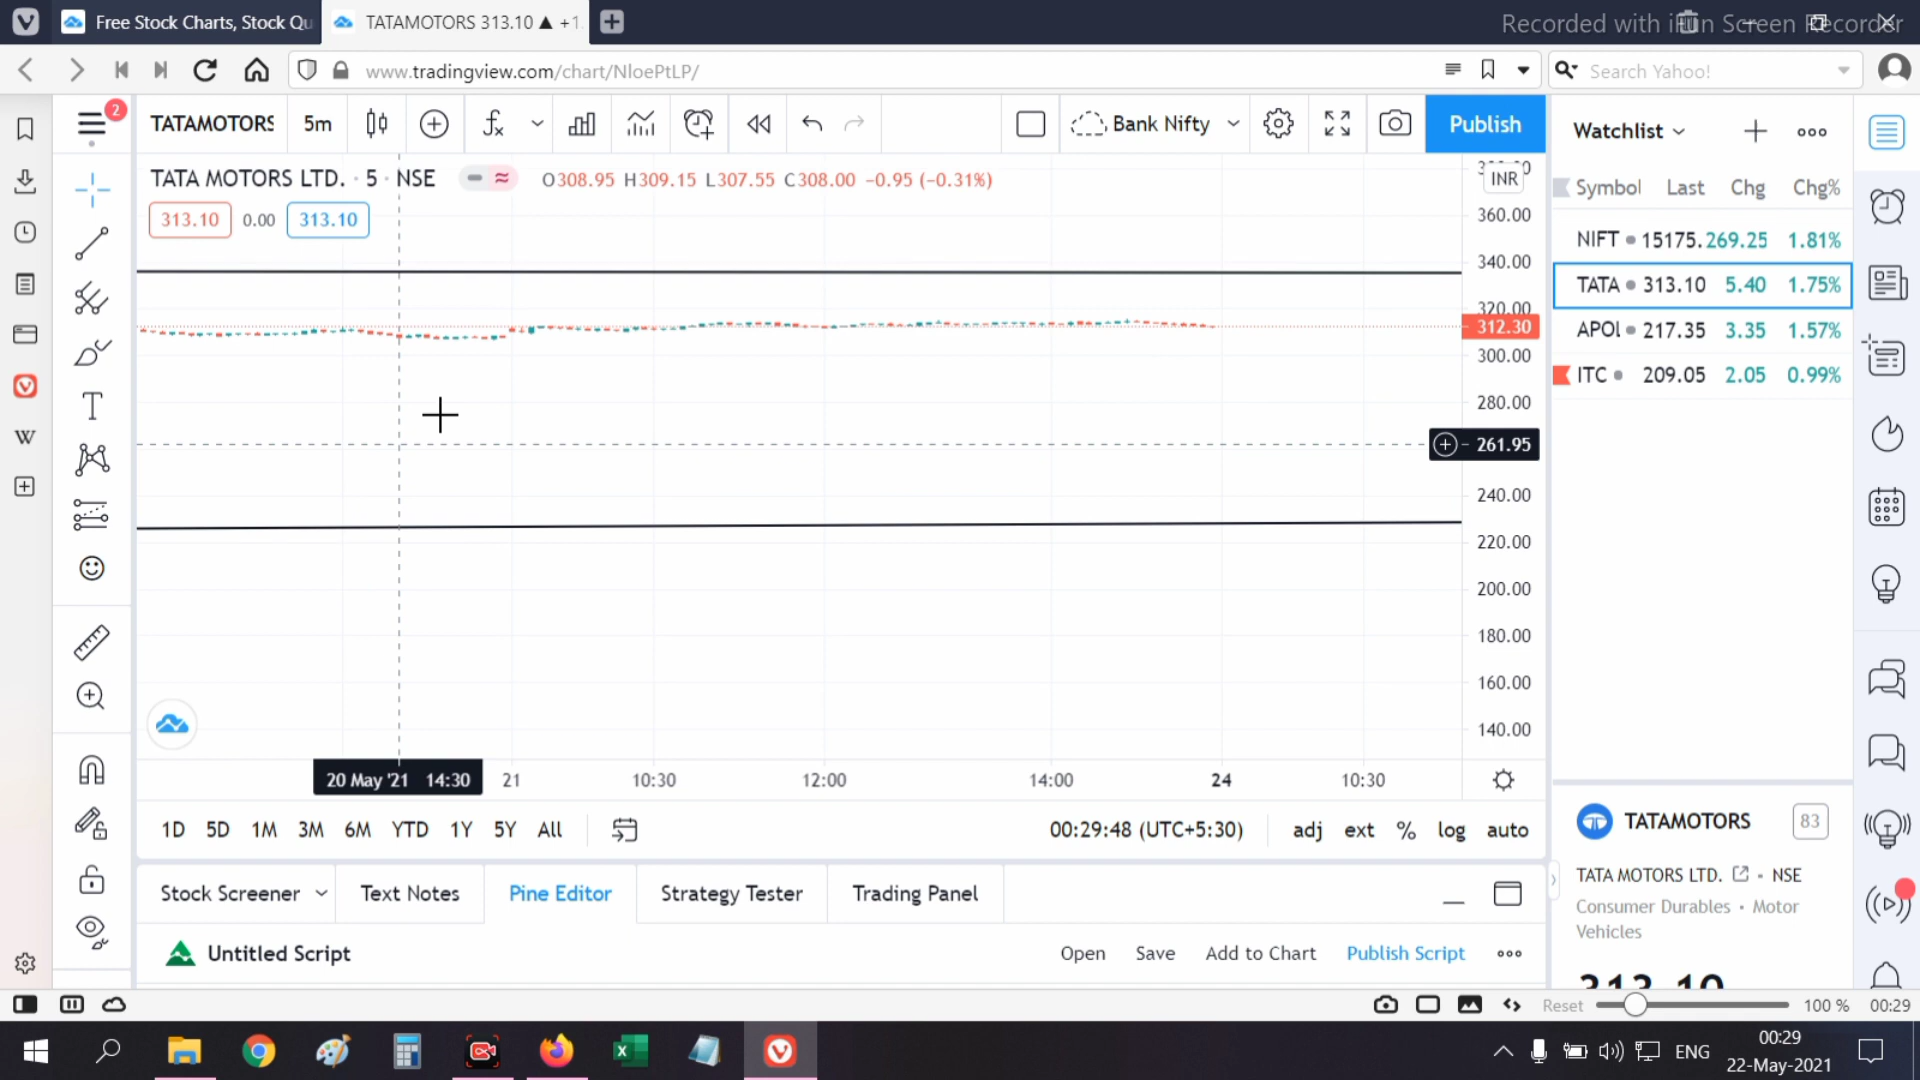 Free Stock Charts, Stock Qu
TATAMOTORS 313.10 ▲ +1.
Recorded with iFun Screen Recorder
www.tradingview.com/chart/NloePtLP/
Search Yahoo!
2
TATAMOTORS
5m
Bank Nifty
Publish
TATA MOTORS LTD. · 5 · NSE
O308.95 H309.15 L307.55 C308.00 -0.95 (-0.31%)
313.10
0.00
313.10
INR
360.00
340.00
320.00
312.30
300.00
280.00
261.95
240.00
220.00
200.00
180.00
160.00
140.00
20 May '21 14:30
21
10:30
12:00
14:00
24
10:30
1D 5D 1M 3M 6M YTD 1Y 5Y All
00:29:48 (UTC+5:30)
adj ext % log auto
Stock Screener
Text Notes
Pine Editor
Strategy Tester
Trading Panel
Untitled Script
Open
Save
Add to Chart
Publish Script
Watchlist
Symbol Last Chg Chg%
NIFT 15175. 269.25 1.81%
TATA 313.10 5.40 1.75%
APOl 217.35 3.35 1.57%
ITC 209.05 2.05 0.99%
TATAMOTORS
83
TATA MOTORS LTD. • NSE
Consumer Durables • Motor
Vehicles
313.10
W
Reset
100 %
00:29
ENG
00:29
22-May-2021